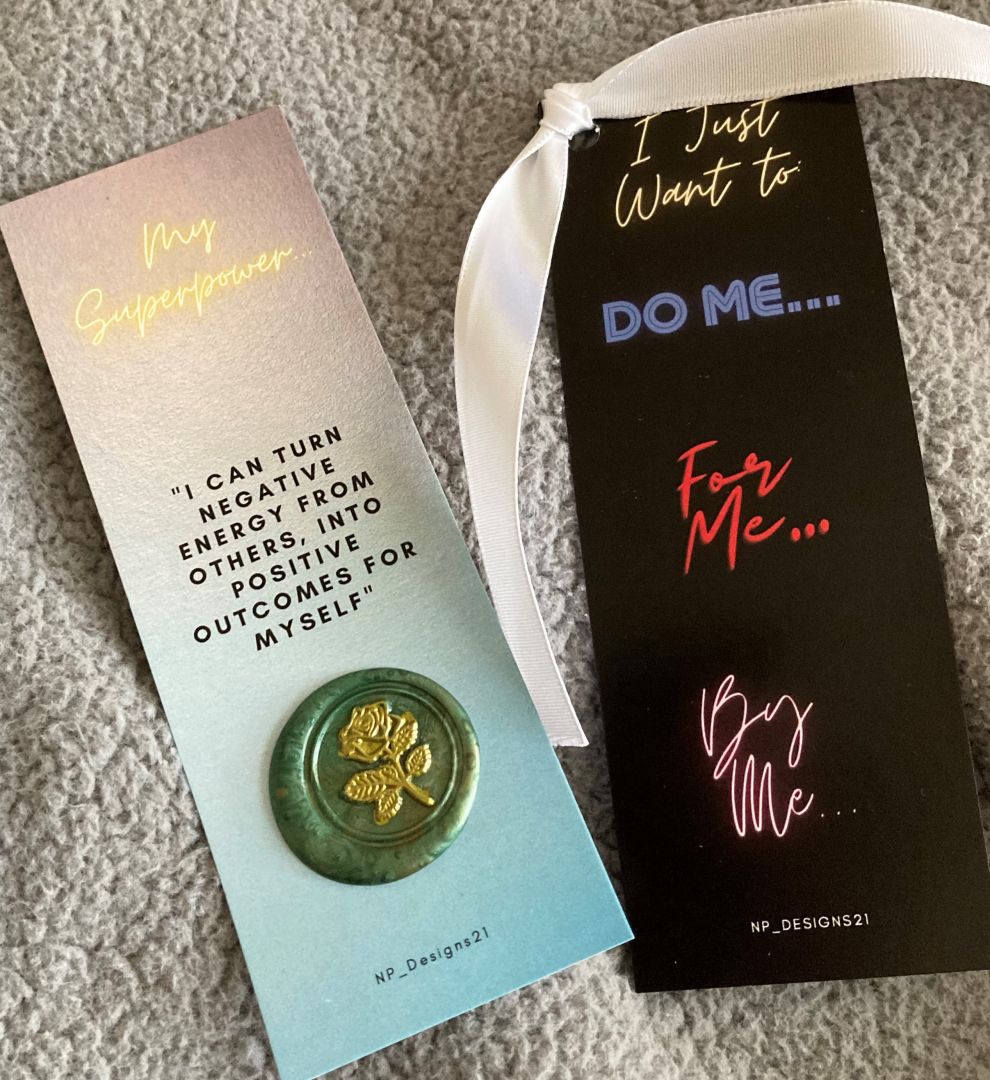 My
Superpower...
"I CAN TURN
NEGATIVE
ENERGY FROM
OTHERS, INTO
POSITIVE
OUTCOMES FOR
MYSELF"
NP_Designs21
I Just
Want to:
DO ME....
For
Me...
By
Me...
NP_DESIGNS21